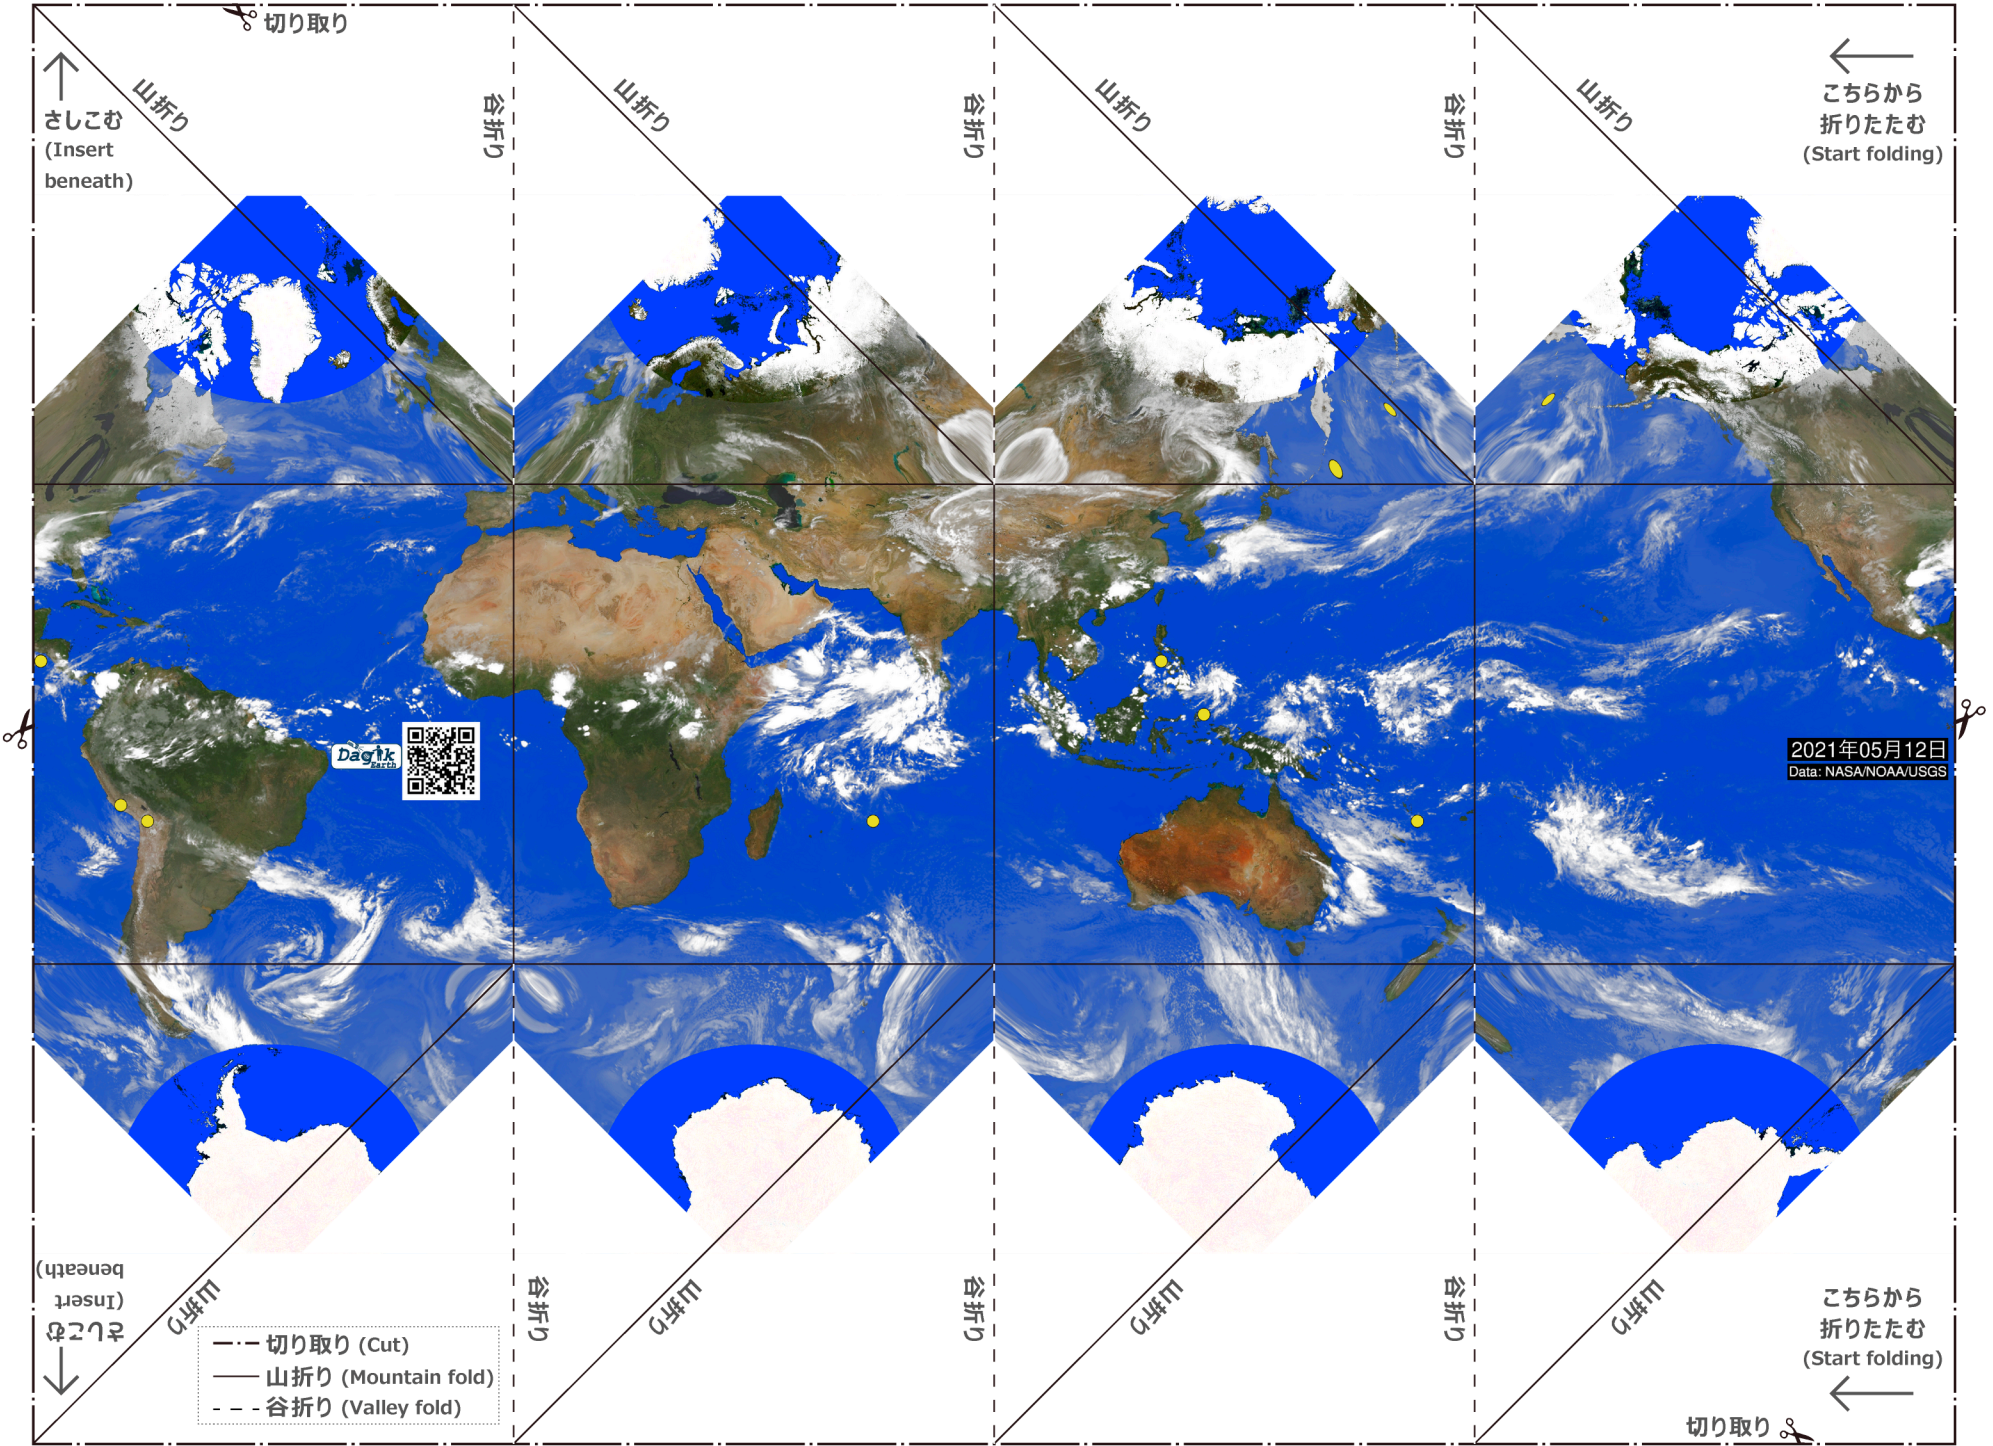 切り取り
さしこむ
(Insert
beneath)
山折り
谷折り
山折り
谷折り
山折り
谷折り
山折り
こちらから
折りたたむ
(Start folding)
Dagik
Earth
2021年05月12日
Data: NASA/NOAA/USGS
さしこむ
(Insert
beneath)
山折り
谷折り
山折り
谷折り
山折り
谷折り
山折り
こちらから
折りたたむ
(Start folding)
切り取り (Cut)
山折り (Mountain fold)
谷折り (Valley fold)
切り取り